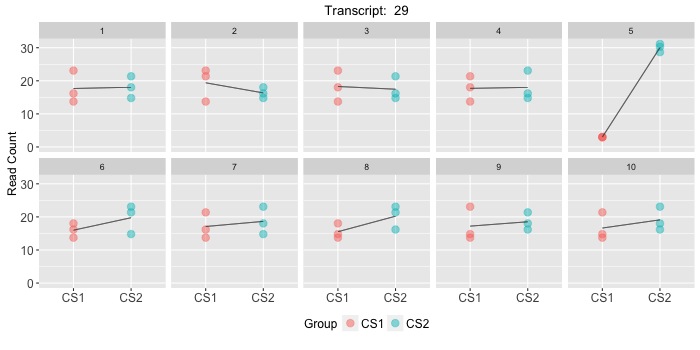 Transcript: 29
1 2 3 4 5
30
20
10
0
Read Count
6 7 8 9 10
30
20
10
0
CS1 CS2 CS1 CS2 CS1 CS2 CS1 CS2 CS1 CS2
Group CS1 CS2